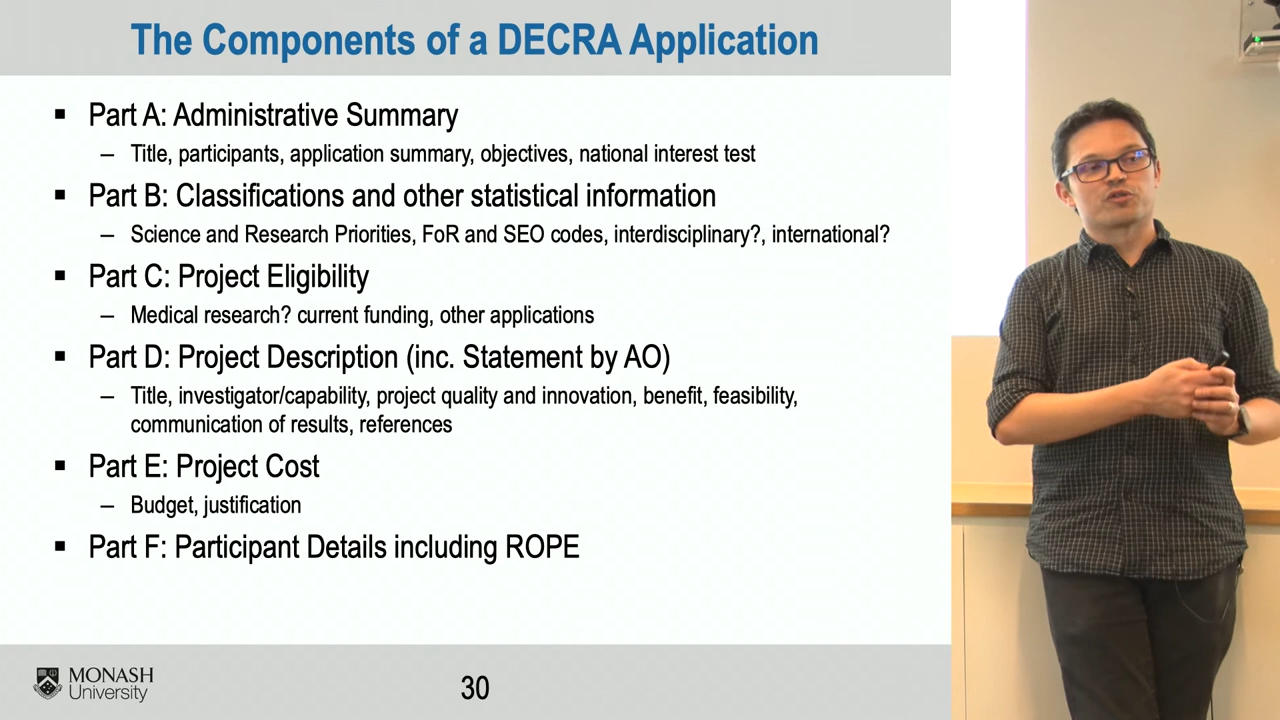 The Components of a DECRA Application
▪ Part A: Administrative Summary
– Title, participants, application summary, objectives, national interest test
▪ Part B: Classifications and other statistical information
– Science and Research Priorities, FoR and SEO codes, interdisciplinary?, international?
▪ Part C: Project Eligibility
– Medical research? current funding, other applications
▪ Part D: Project Description (inc. Statement by AO)
– Title, investigator/capability, project quality and innovation, benefit, feasibility,
communication of results, references
▪ Part E: Project Cost
– Budget, justification
▪ Part F: Participant Details including ROPE
MONASH
University
30